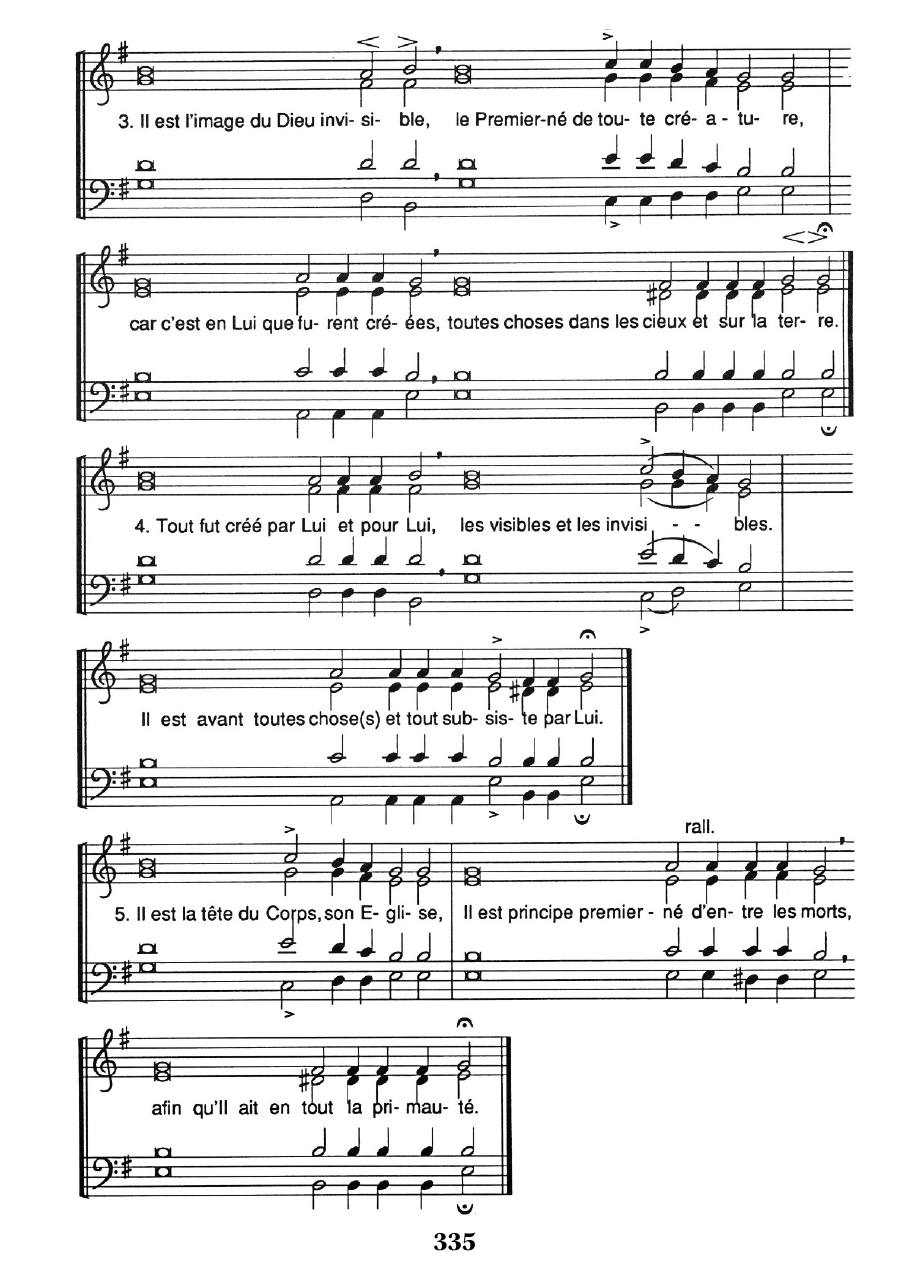 3. Il est l'image du Dieu invi- si- ble, le Premier-né de tou- te cré- a - tu- re,
car c'est en Lui que fu- rent cré- ées, toutes choses dans les cieux et sur la ter- re.
4. Tout fut créé par Lui et pour Lui, les visibles et les invisi - - bles.
Il est avant toutes chose(s) et tout sub- sis- te par Lui.
rall.
5. Il est la tête du Corps, son E- gli- se, Il est principe premier - né d'en- tre les morts,
afin qu'Il ait en tout la pri- mau- té.
335